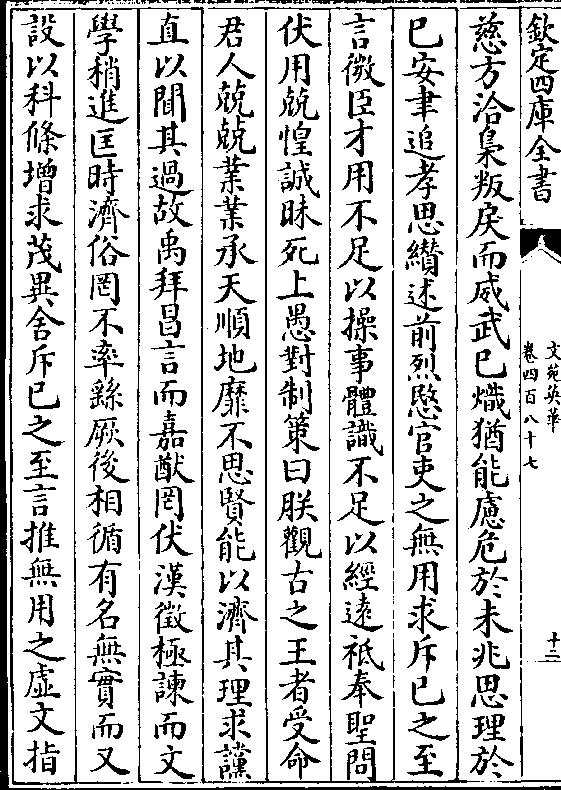 欽定四庫全書
文苑英華
卷四百八十七
十二
慈方洽梟叛戾而威武已熾猶能慮危於未兆思理於
已安聿追孝思纘述前烈愍官吏之無用求斥已之至
言微臣才用不足以操事體識不足以經遠祗奉聖問
伏用兢惶誠昧死上愚對制策曰朕觀古之王者受命
君人兢兢業業承天順地靡不思賢能以濟其理求讜
直以聞其過故禹拜昌言而嘉猷罔伏漢徵極諫而文
學稍進匡時濟俗罔不率繇厥後相循有名無實而又
設以科條增求茂異舍斥已之至言推無用之虛文指